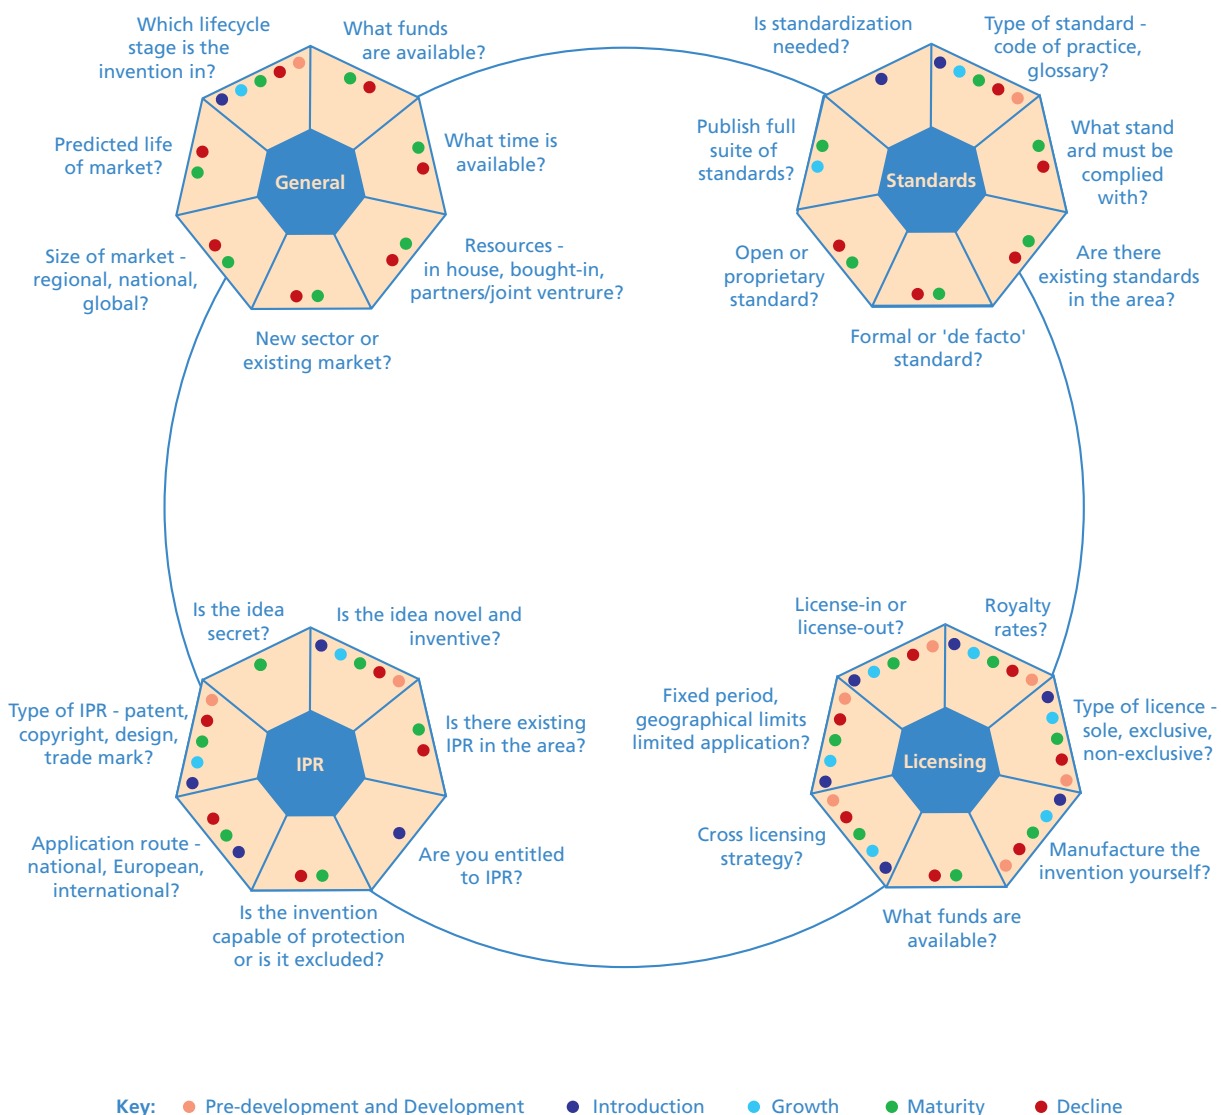 Which lifecycle
stage is the
invention in?
What funds
are available?
What time is
available?
Resources -
in house, bought-in,
partners/joint ventrure?
New sector or
existing market?
Size of market -
regional, national,
global?
Predicted life
of market?
General
Is standardization
needed?
Type of standard -
code of practice,
glossary?
What stand
ard must be
complied
with?
Are there
existing standards
in the area?
Formal or 'de facto'
standard?
Open or
proprietary
standard?
Publish full
suite of
standards?
Standards
Is the idea
secret?
Is the idea novel and
inventive?
Is there existing
IPR in the area?
Are you entitled
to IPR?
Is the invention
capable of protection
or is it excluded?
Application route -
national, European,
international?
Type of IPR - patent,
copyright, design,
trade mark?
IPR
License-in or
license-out?
Royalty
rates?
Type of licence -
sole, exclusive,
non-exclusive?
Manufacture the
invention yourself?
What funds are
available?
Cross licensing
strategy?
Fixed period,
geographical limits
limited application?
Licensing
Key: Pre-development and Development Introduction Growth Maturity Decline